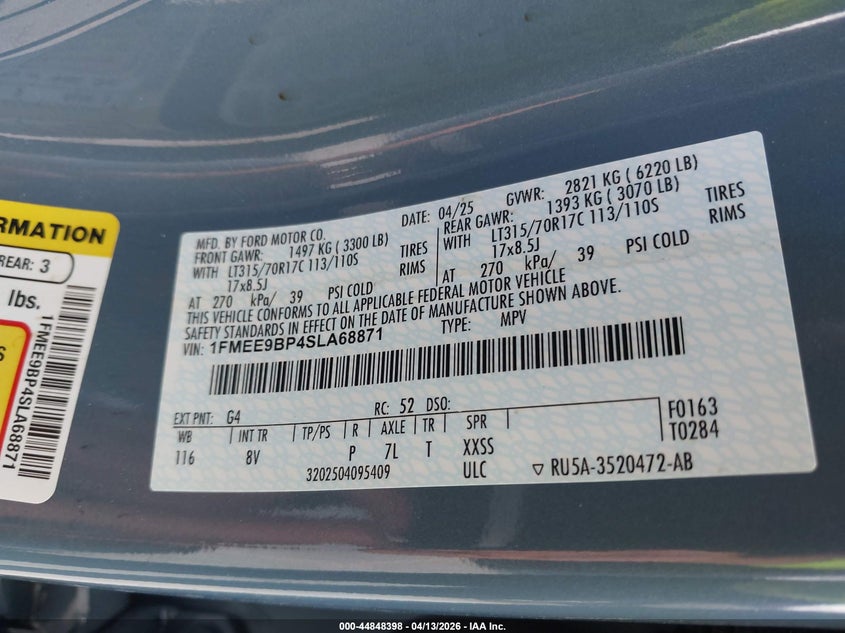 RMATION
REAR: 3
lbs.
S
1FMEE9BP4SLA68871
MFD. BY FORD MOTOR CO. DATE: 04/25 GVWR: 2821 KG ( 6220 LB)
FRONT GAWR: 1497 KG ( 3300 LB) REAR GAWR: 1393 KG ( 3070 LB)
WITH LT315/70R17C 113/110S TIRES WITH LT315/70R17C 113/110S TIRES
17x8.5J RIMS 17x8.5J RIMS
AT 270 kPa/ 39 PSI COLD AT 270 kPa/ 39 PSI COLD
THIS VEHICLE CONFORMS TO ALL APPLICABLE FEDERAL MOTOR VEHICLE
SAFETY STANDARDS IN EFFECT ON THE DATE OF MANUFACTURE SHOWN ABOVE.
VIN: 1FMEE9BP4SLA68871 TYPE: MPV
EXT PNT: G4 RC: 52 DSO:
WB INT TR TP/PS R AXLE TR SPR F0163
116 8V P 7L T XXSS T0284
3202504095409 ULC RU5A-3520472-AB
000-44848398 - 04/13/2026 - IAA Inc.